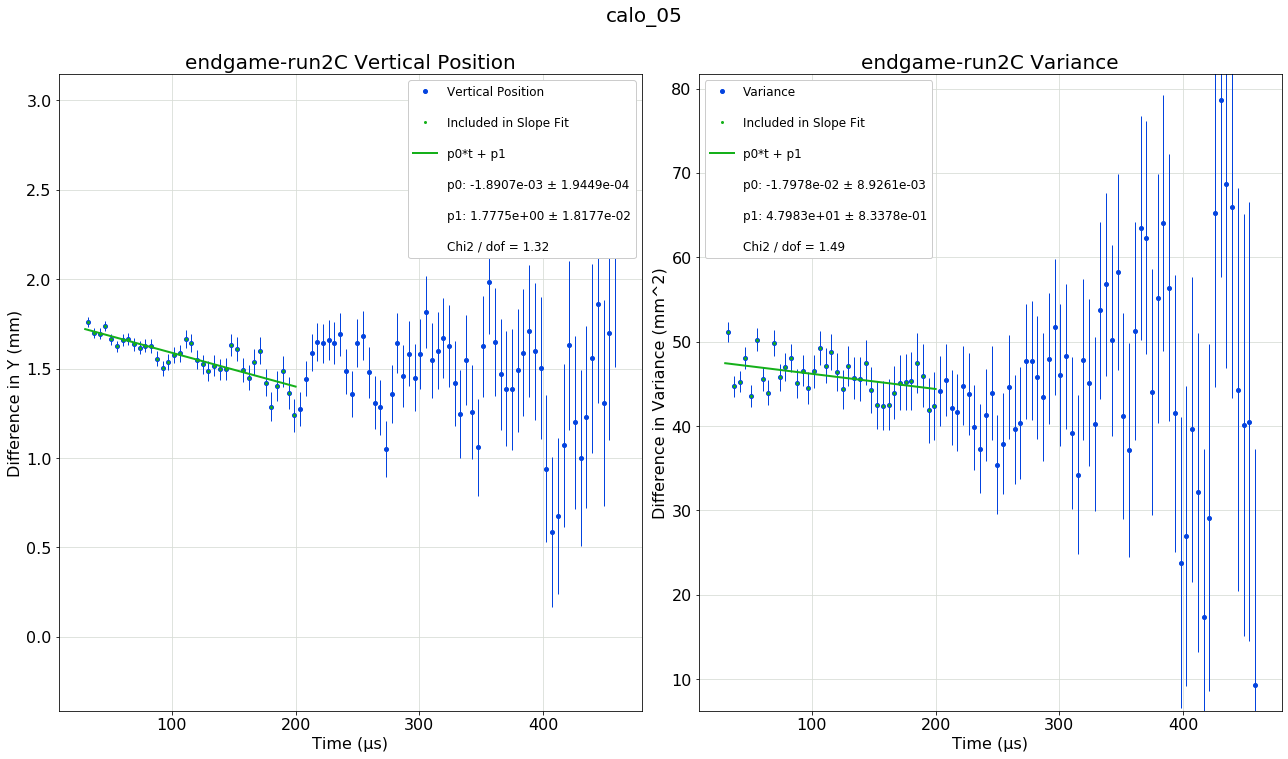 calo_05
endgame-run2C Vertical Position
Vertical Position
Included in Slope Fit
p0*t + p1
p0: -1.8907e-03 ± 1.9449e-04
p1: 1.7775e+00 ± 1.8177e-02
Chi2 / dof = 1.32
Difference in Y (mm)
3.0
2.5
2.0
1.5
1.0
0.5
0.0
100 200 300 400
Time (μs)
endgame-run2C Variance
Variance
Included in Slope Fit
p0*t + p1
p0: -1.7978e-02 ± 8.9261e-03
p1: 4.7983e+01 ± 8.3378e-01
Chi2 / dof = 1.49
Difference in Variance (mm^2)
80
70
60
50
40
30
20
10
100 200 300 400
Time (μs)